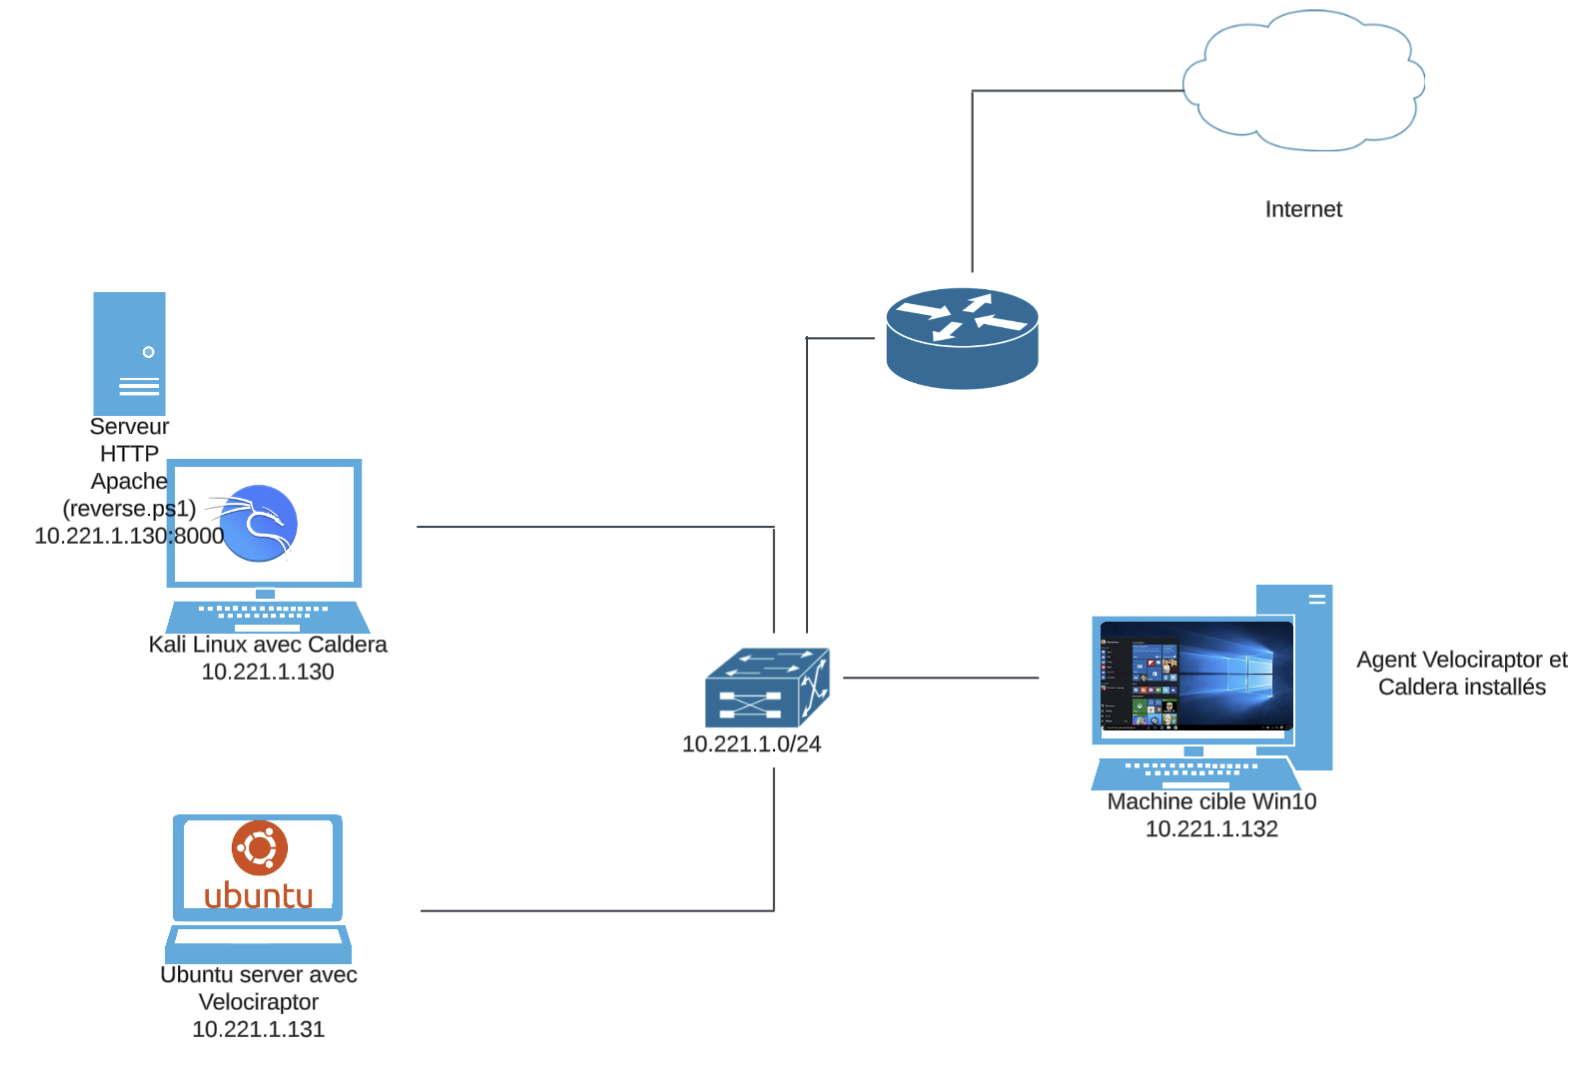 Internet
Serveur
HTTP
Apache
(reverse.ps1)
10.221.1.130:8000
Kali Linux avec Caldera
10.221.1.130
10.221.1.0/24
Agent Velociraptor et
Caldera installés
Machine cible Win10
10.221.1.132
ubuntu
Ubuntu server avec
Velociraptor
10.221.1.131